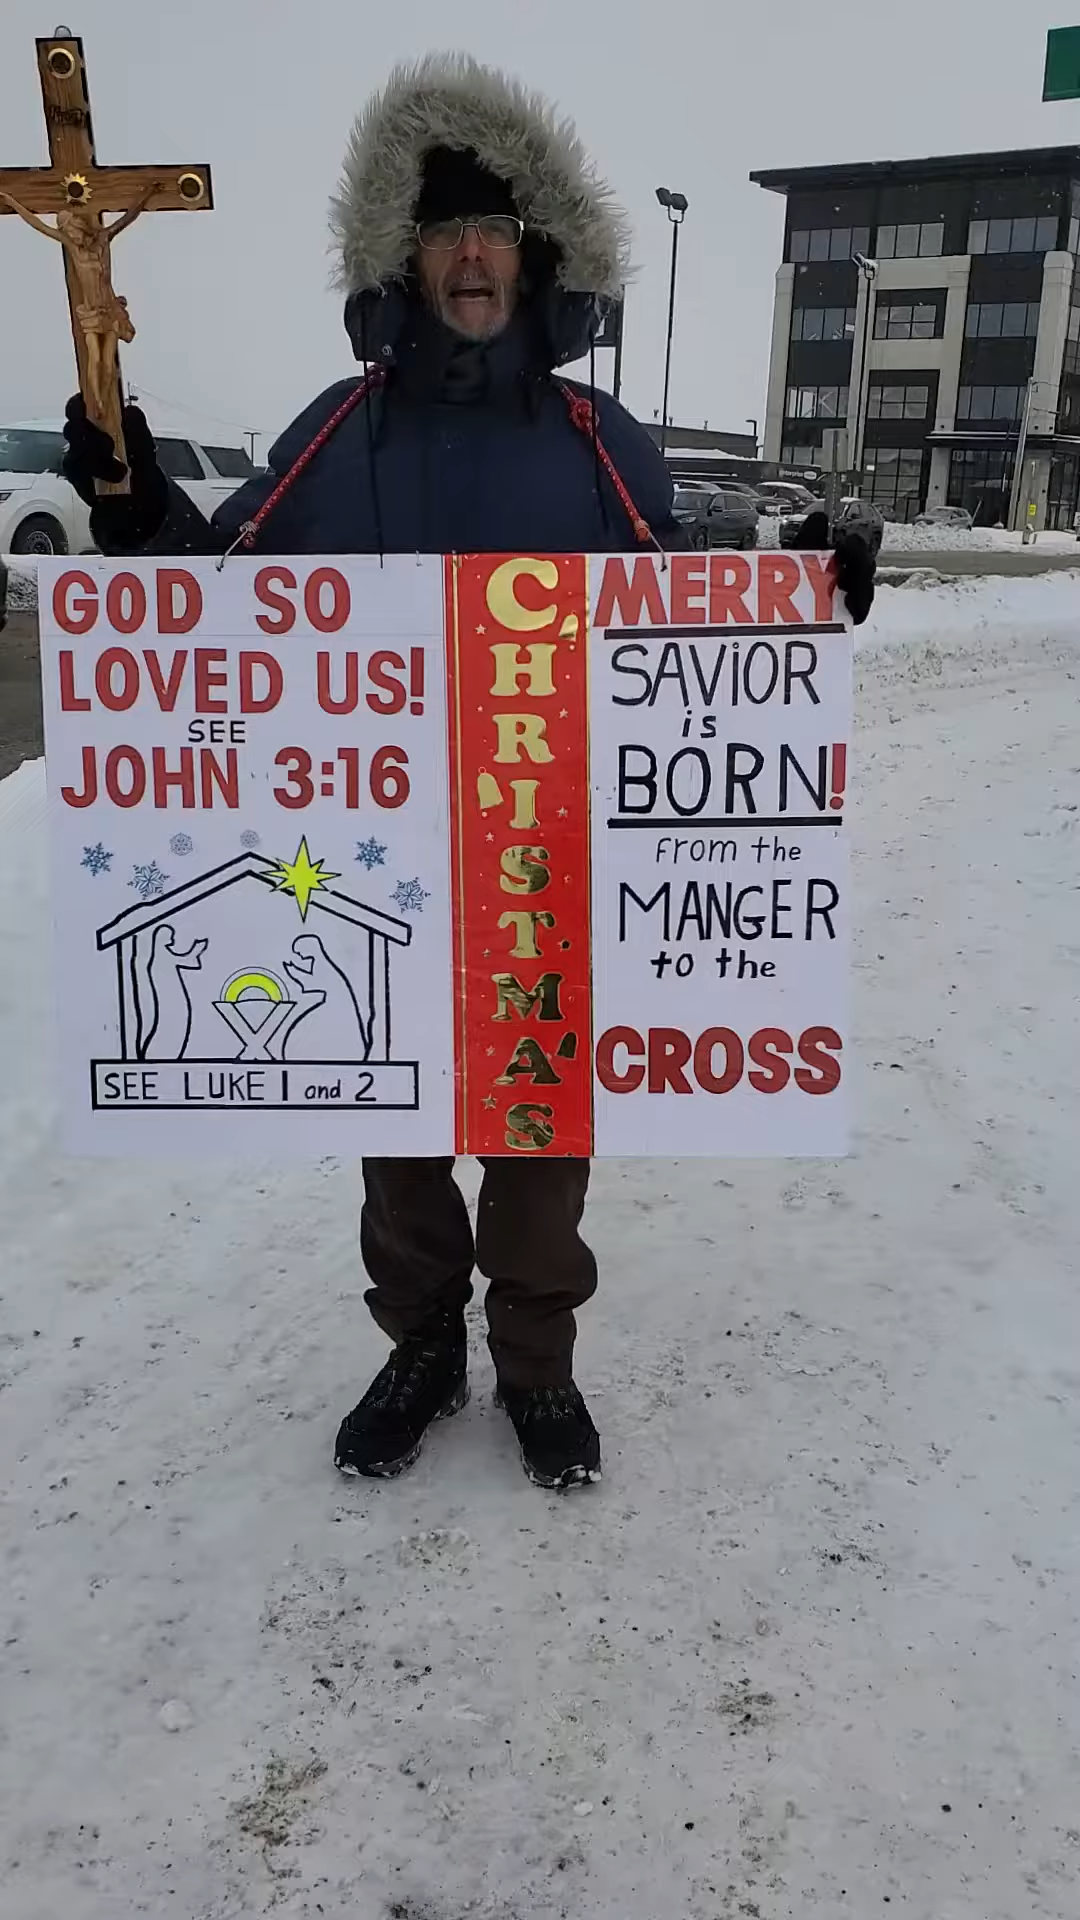 GOD SO
LOVED US!
SEE
JOHN 3:16
SEE LUKE 1 and 2
CHRISTMAS
MERRY
SAViOR
is
BORN!
From the
MANGER
to the
CROSS